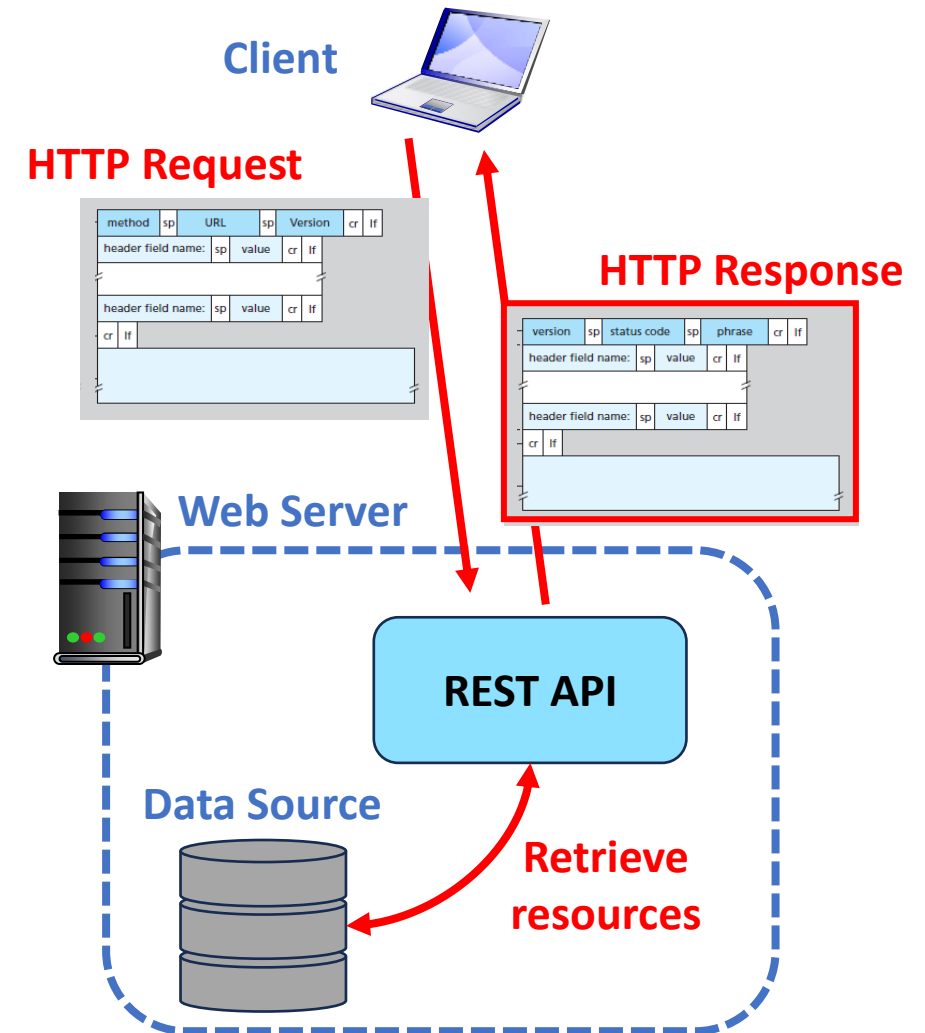 Client
HTTP Request
method sp URL sp Version cr lf
header field name: sp value cr lf
header field name: sp value cr lf
cr lf
HTTP Response
version sp status code sp phrase cr lf
header field name: sp value cr lf
header field name: sp value cr lf
cr lf
Web Server
REST API
Data Source
Retrieve
resources